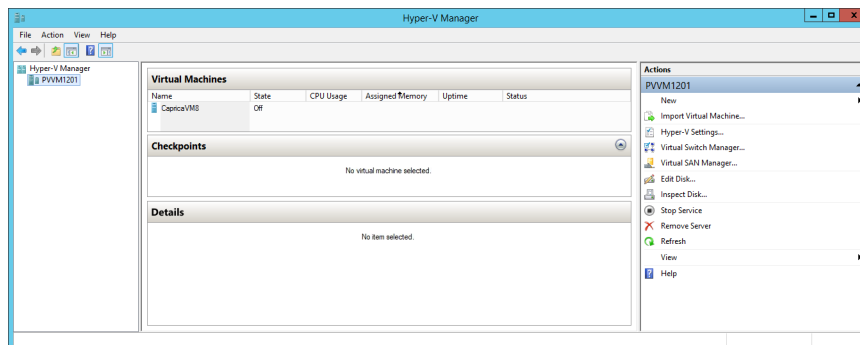 Hyper-V Manager
File Action View Help
Hyper-V Manager
PVVM1201
Virtual Machines
Name State CPU Usage Assigned Memory Uptime Status
CapricaVM8 Off
Checkpoints
No virtual machine selected.
Details
No item selected.
Actions
PVVM1201
New
Import Virtual Machine...
Hyper-V Settings...
Virtual Switch Manager...
Virtual SAN Manager...
Edit Disk...
Inspect Disk...
Stop Service
Remove Server
Refresh
View
Help